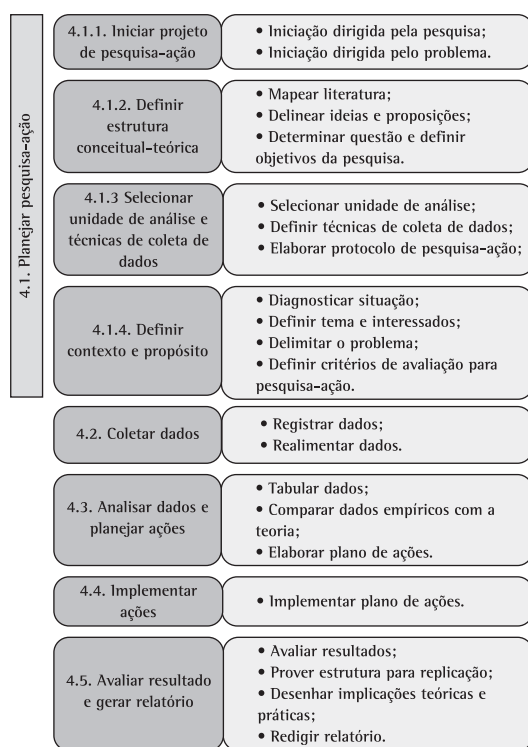 4.1. Planejar pesquisa-ação
4.1.1. Iniciar projeto
de pesquisa-ação
• Iniciação dirigida pela pesquisa;
• Iniciação dirigida pelo problema.
4.1.2. Definir
estrutura
conceitual-teórica
• Mapear literatura;
• Delinear ideias e proposições;
• Determinar questão e definir
objetivos da pesquisa.
4.1.3 Selecionar
unidade de análise e
técnicas de coleta de
dados
• Selecionar unidade de análise;
• Definir técnicas de coleta de dados;
• Elaborar protocolo de pesquisa-ação;
4.1.4. Definir
contexto e propósito
• Diagnosticar situação;
• Definir tema e interessados;
• Delimitar o problema;
• Definir critérios de avaliação para
pesquisa-ação.
4.2. Coletar dados
• Registrar dados;
• Realimentar dados.
4.3. Analisar dados e
planejar ações
• Tabular dados;
• Comparar dados empíricos com a
teoria;
• Elaborar plano de ações.
4.4. Implementar
ações
• Implementar plano de ações.
4.5. Avaliar resultado
e gerar relatório
• Avaliar resultados;
• Prover estrutura para replicação;
• Desenhar implicações teóricas e
práticas;
• Redigir relatório.